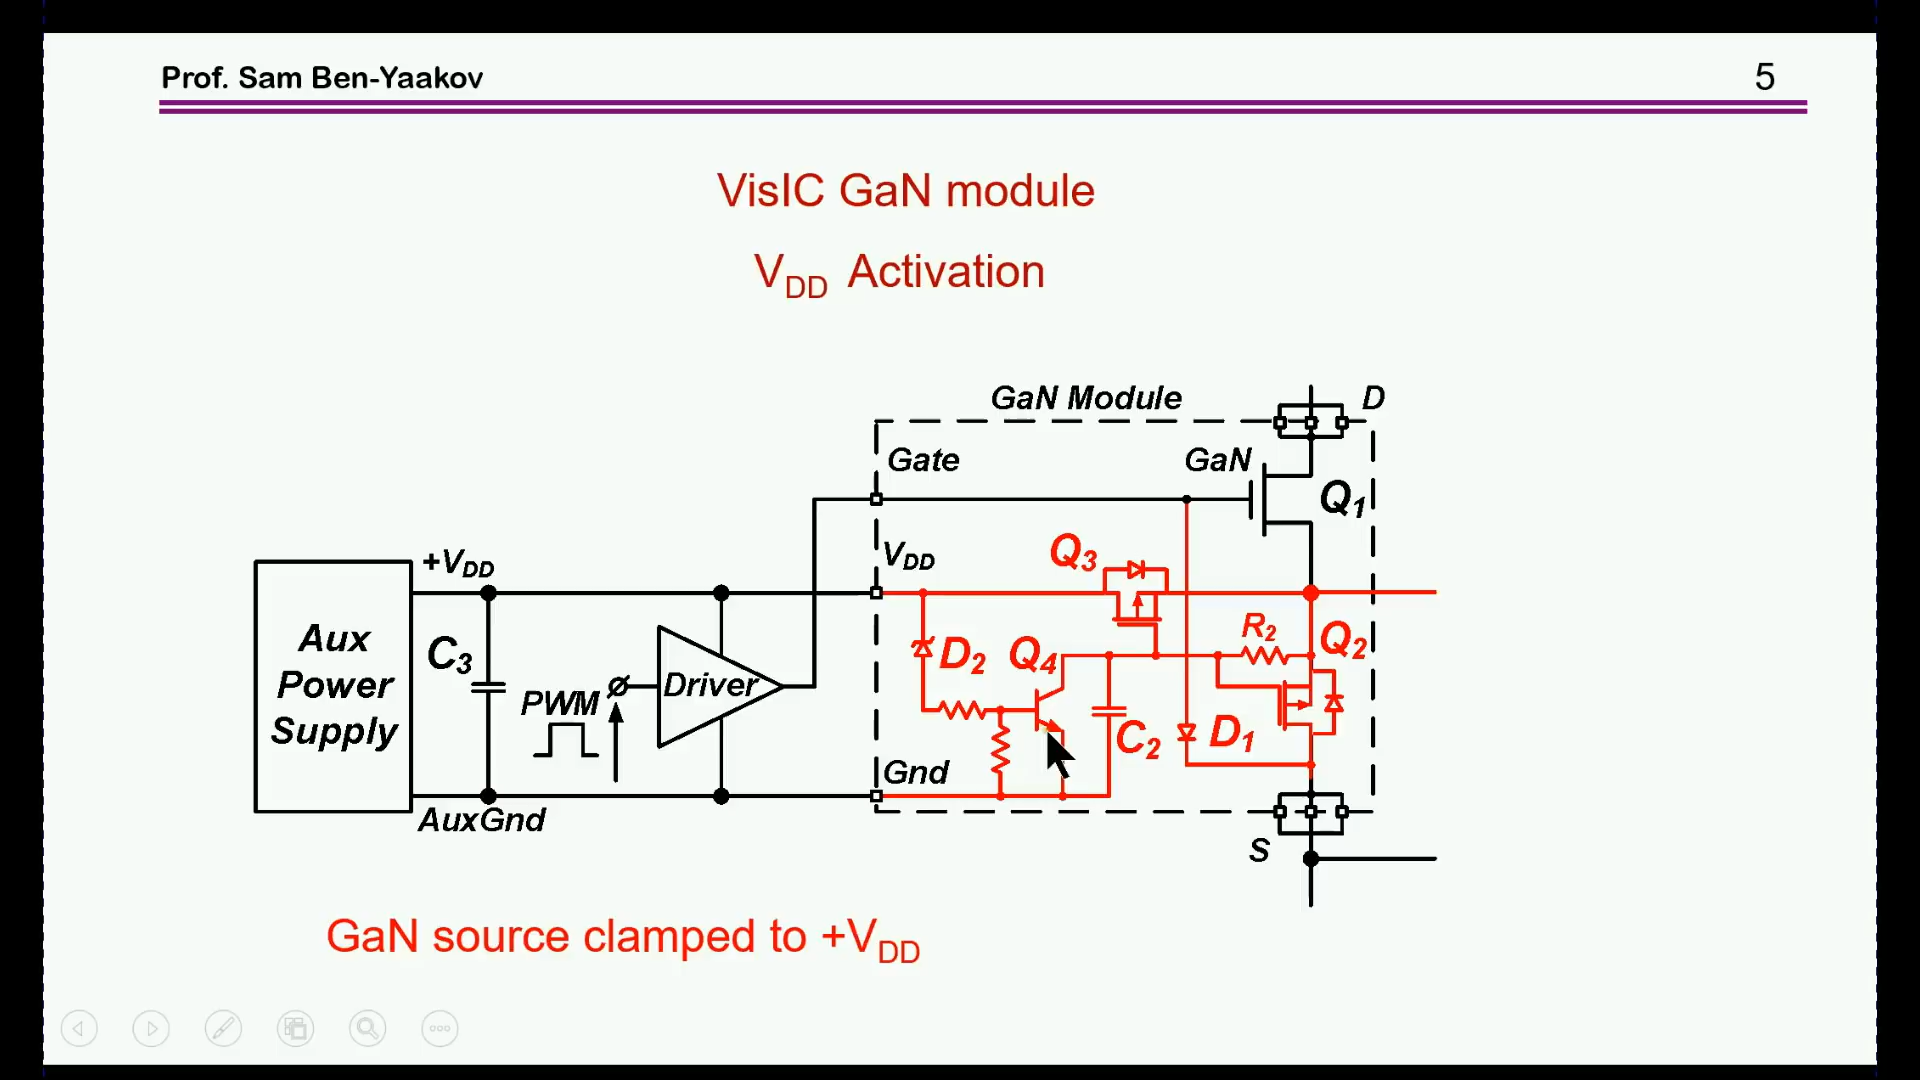 Prof. Sam Ben-Yaakov
5
VisIC GaN module
VDD Activation
GaN Module
D
Gate
GaN
Q1
+VDD
VDD
Q3
Aux
Power
Supply
C3
PWM
Driver
D2
Q4
R2
Q2
C2
D1
Gnd
AuxGnd
S
GaN source clamped to +VDD